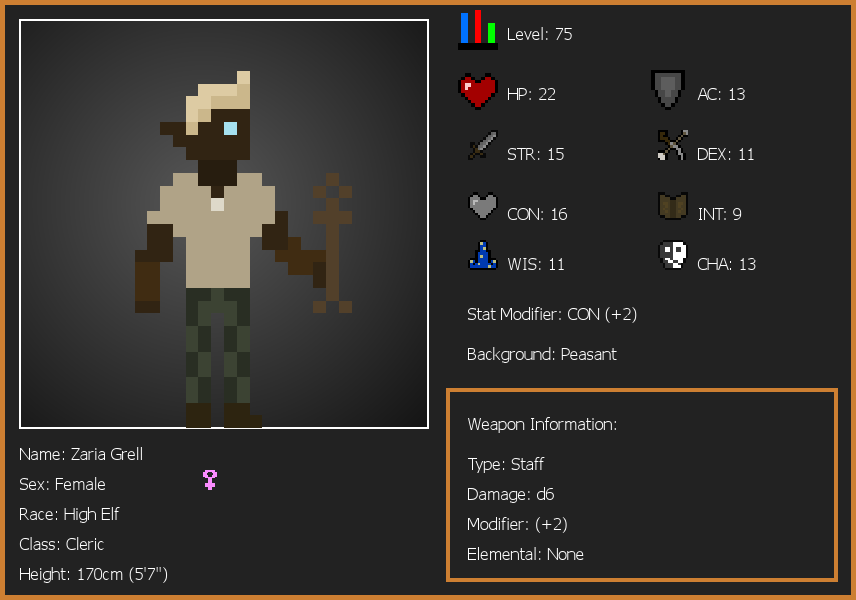 Level: 75
HP: 22
AC: 13
STR: 15
DEX: 11
CON: 16
INT: 9
WIS: 11
CHA: 13
Stat Modifier: CON (+2)
Background: Peasant
Weapon Information:
Type: Staff
Damage: d6
Modifier: (+2)
Elemental: None
Name: Zaria Grell
Sex: Female
Race: High Elf
Class: Cleric
Height: 170cm (5'7")